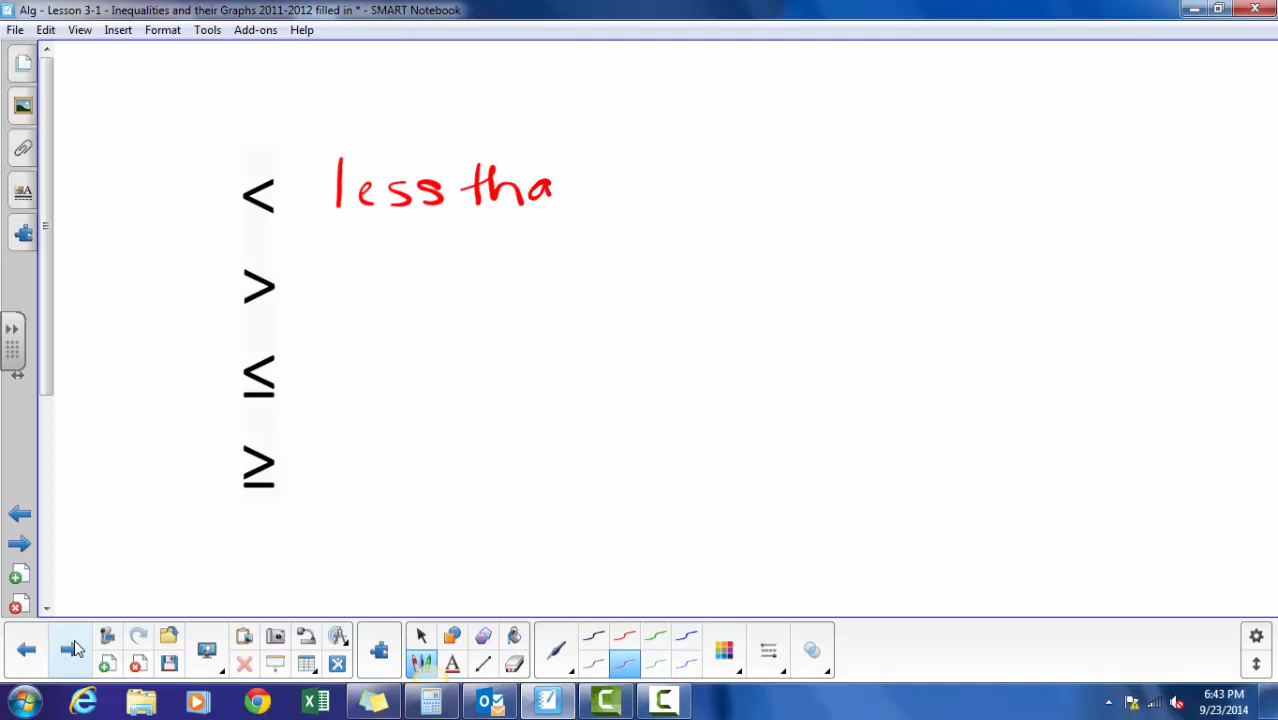 Alg - Lesson 3-1 - Inequalities and their Graphs 2011-2012 filled in * - SMART Notebook
File Edit View Insert Format Tools Add-ons Help
< less tha
>
≤
≥
6:43 PM
9/23/2014